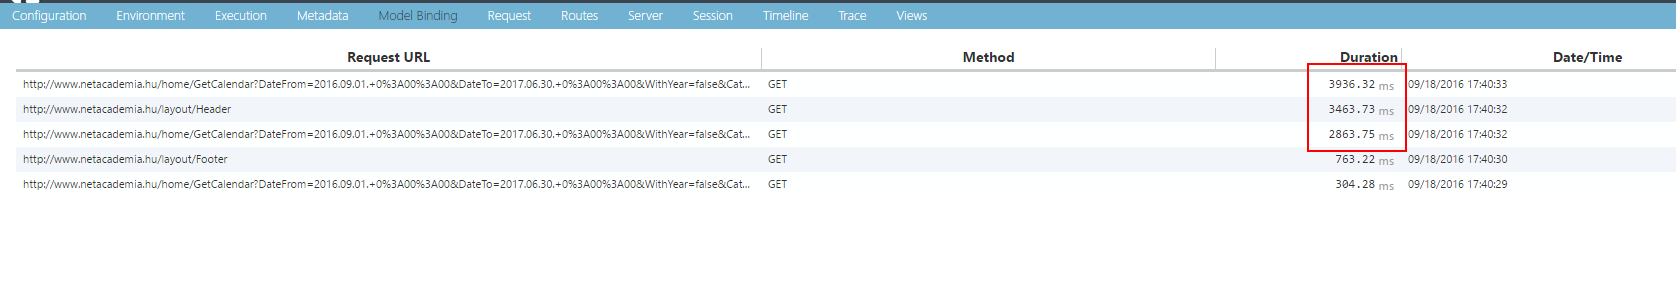 Configuration Environment Execution Metadata Model Binding Request Routes Server Session Timeline Trace Views
Request URL Method Duration Date/Time
http://www.netacademia.hu/home/GetCalendar?DateFrom=2016.09.01.+0%3A00%3A00&DateTo=2017.06.30.+0%3A00%3A00&WithYear=false&Cat... GET 3936.32 ms 09/18/2016 17:40:33
http://www.netacademia.hu/layout/Header GET 3463.73 ms 09/18/2016 17:40:32
http://www.netacademia.hu/home/GetCalendar?DateFrom=2016.09.01.+0%3A00%3A00&DateTo=2017.06.30.+0%3A00%3A00&WithYear=false&Cat... GET 2863.75 ms 09/18/2016 17:40:32
http://www.netacademia.hu/layout/Footer GET 763.22 ms 09/18/2016 17:40:30
http://www.netacademia.hu/home/GetCalendar?DateFrom=2016.09.01.+0%3A00%3A00&DateTo=2017.06.30.+0%3A00%3A00&WithYear=false&Cat... GET 304.28 ms 09/18/2016 17:40:29